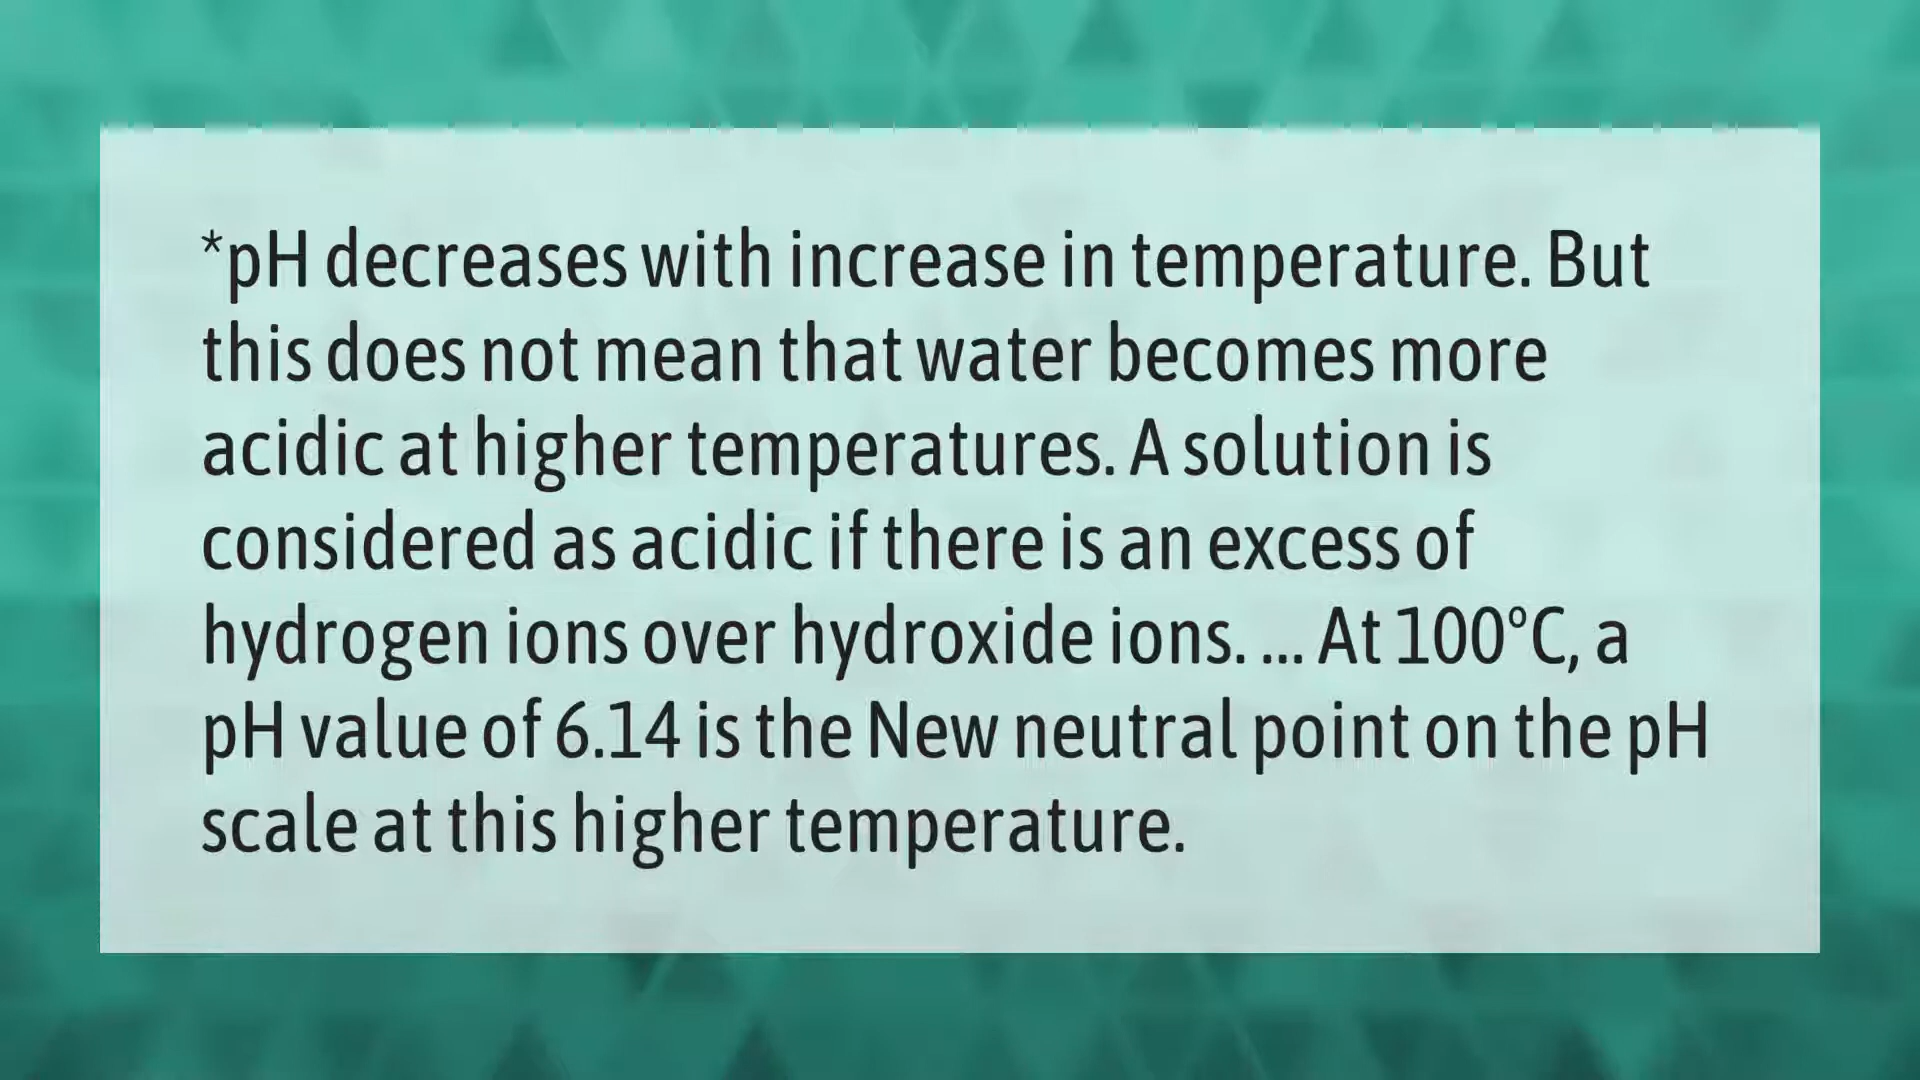 *pH decreases with increase in temperature. But
this does not mean that water becomes more
acidic at higher temperatures. A solution is
considered as acidic if there is an excess of
hydrogen ions over hydroxide ions. ... At 100°C, a
pH value of 6.14 is the New neutral point on the pH
scale at this higher temperature.